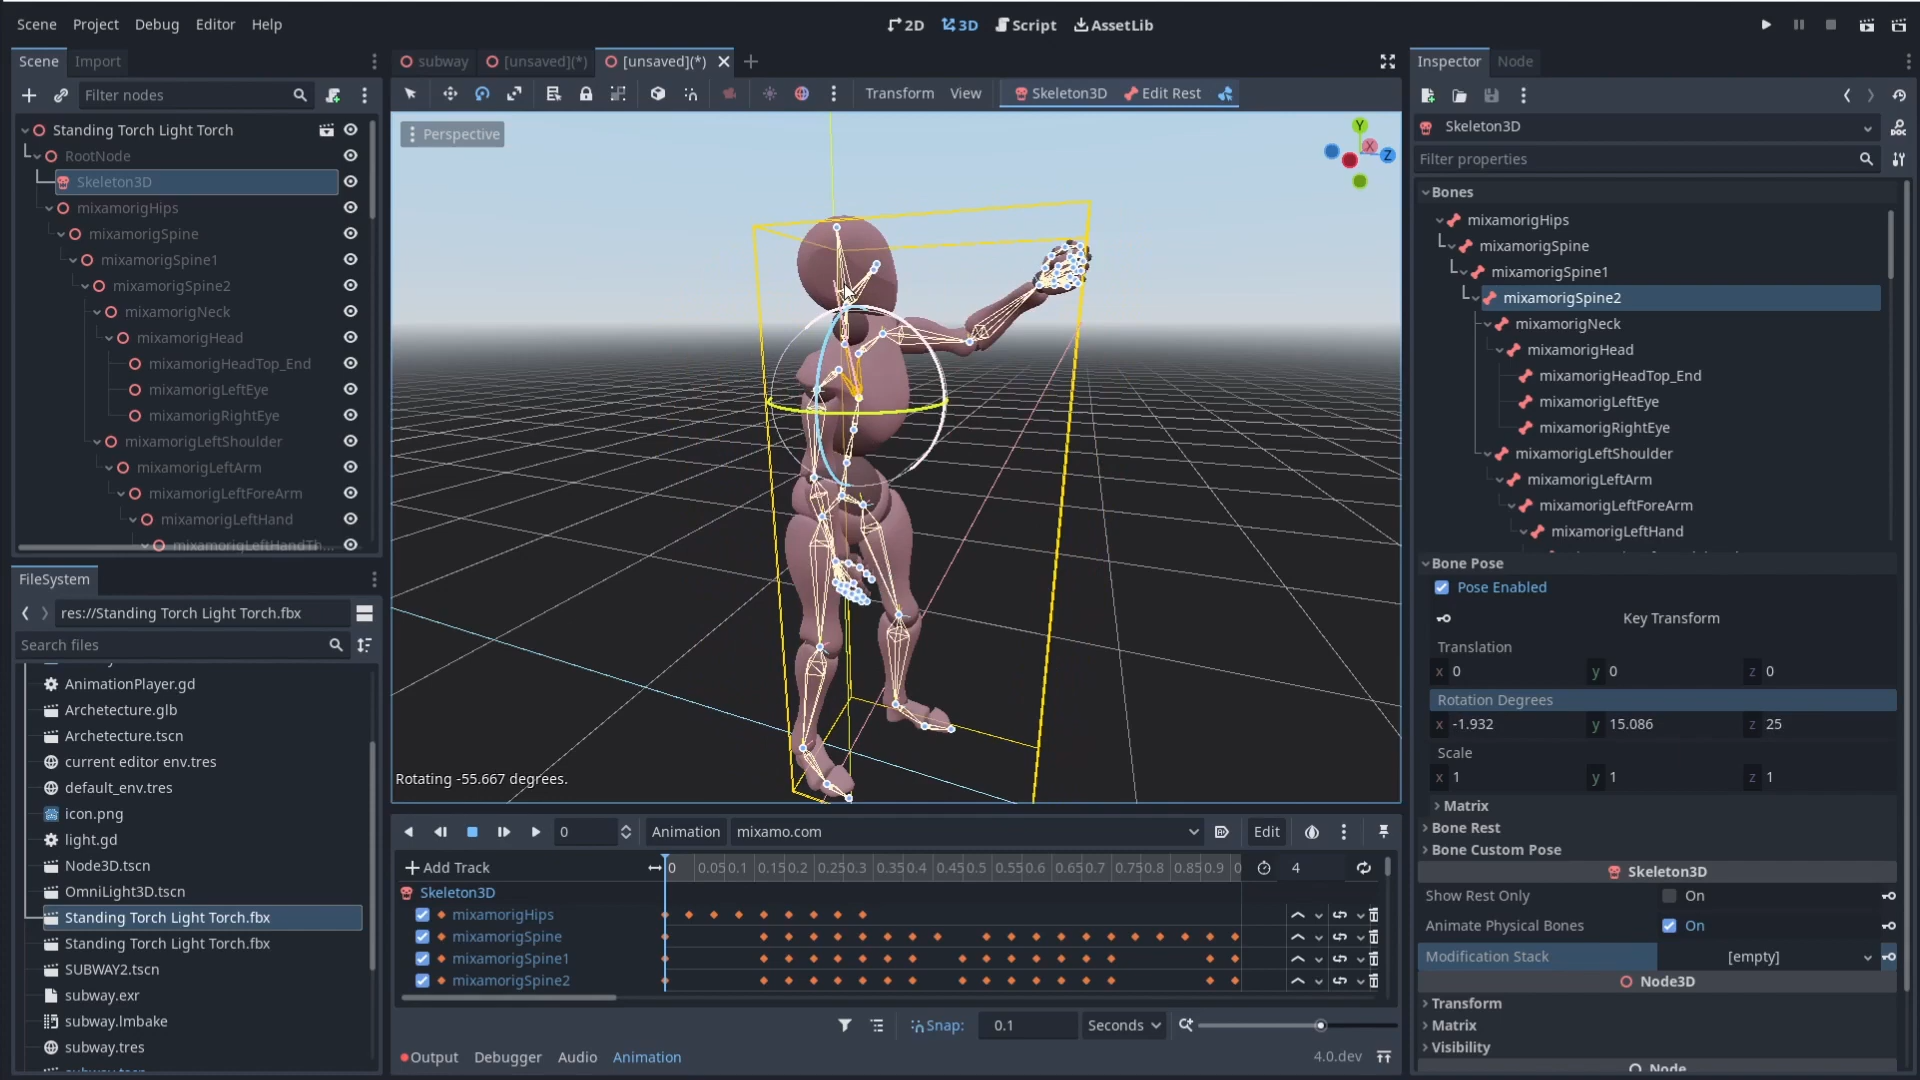 Scene Project Debug Editor Help
2D 3D Script AssetLib
Scene Import
Filter nodes
Standing Torch Light Torch
RootNode
Skeleton3D
mixamorigHips
mixamorigSpine
mixamorigSpine1
mixamorigSpine2
mixamorigNeck
mixamorigHead
mixamorigHeadTop_End
mixamorigLeftEye
mixamorigRightEye
mixamorigLeftShoulder
mixamorigLeftArm
mixamorigLeftForeArm
mixamorigLeftHand
mixamorigLeftHandTh...
FileSystem
res://Standing Torch Light Torch.fbx
Search files
AnimationPlayer.gd
Archetecture.glb
Archetecture.tscn
current editor env.tres
default_env.tres
icon.png
light.gd
Node3D.tscn
OmniLight3D.tscn
Standing Torch Light Torch.fbx
Standing Torch Light Torch.fbx
SUBWAY2.tscn
subway.exr
subway.lmbake
subway.tres
subway [unsaved](*) [unsaved](*)
Transform View Skeleton3D Edit Rest
Perspective
Y X Z
Rotating -55.667 degrees.
0 Animation mixamo.com Edit
Add Track 0 0.05 0.1 0.15 0.2 0.25 0.3 0.35 0.4 0.45 0.5 0.55 0.6 0.65 0.7 0.75 0.8 0.85 0.9 0 4
Skeleton3D
mixamorigHips
mixamorigSpine
mixamorigSpine1
mixamorigSpine2
Snap: 0.1 Seconds
Output Debugger Audio Animation 4.0.dev
Inspector Node
Skeleton3D
Filter properties
Bones
mixamorigHips
mixamorigSpine
mixamorigSpine1
mixamorigSpine2
mixamorigNeck
mixamorigHead
mixamorigHeadTop_End
mixamorigLeftEye
mixamorigRightEye
mixamorigLeftShoulder
mixamorigLeftArm
mixamorigLeftForeArm
mixamorigLeftHand
Bone Pose
Pose Enabled
Key Transform
Translation
x 0 y 0 z 0
Rotation Degrees
x -1.932 y 15.086 z 25
Scale
x 1 y 1 z 1
Matrix
Bone Rest
Bone Custom Pose
Skeleton3D
Show Rest Only On
Animate Physical Bones On
Modification Stack [empty]
Node3D
Transform
Matrix
Visibility
Node